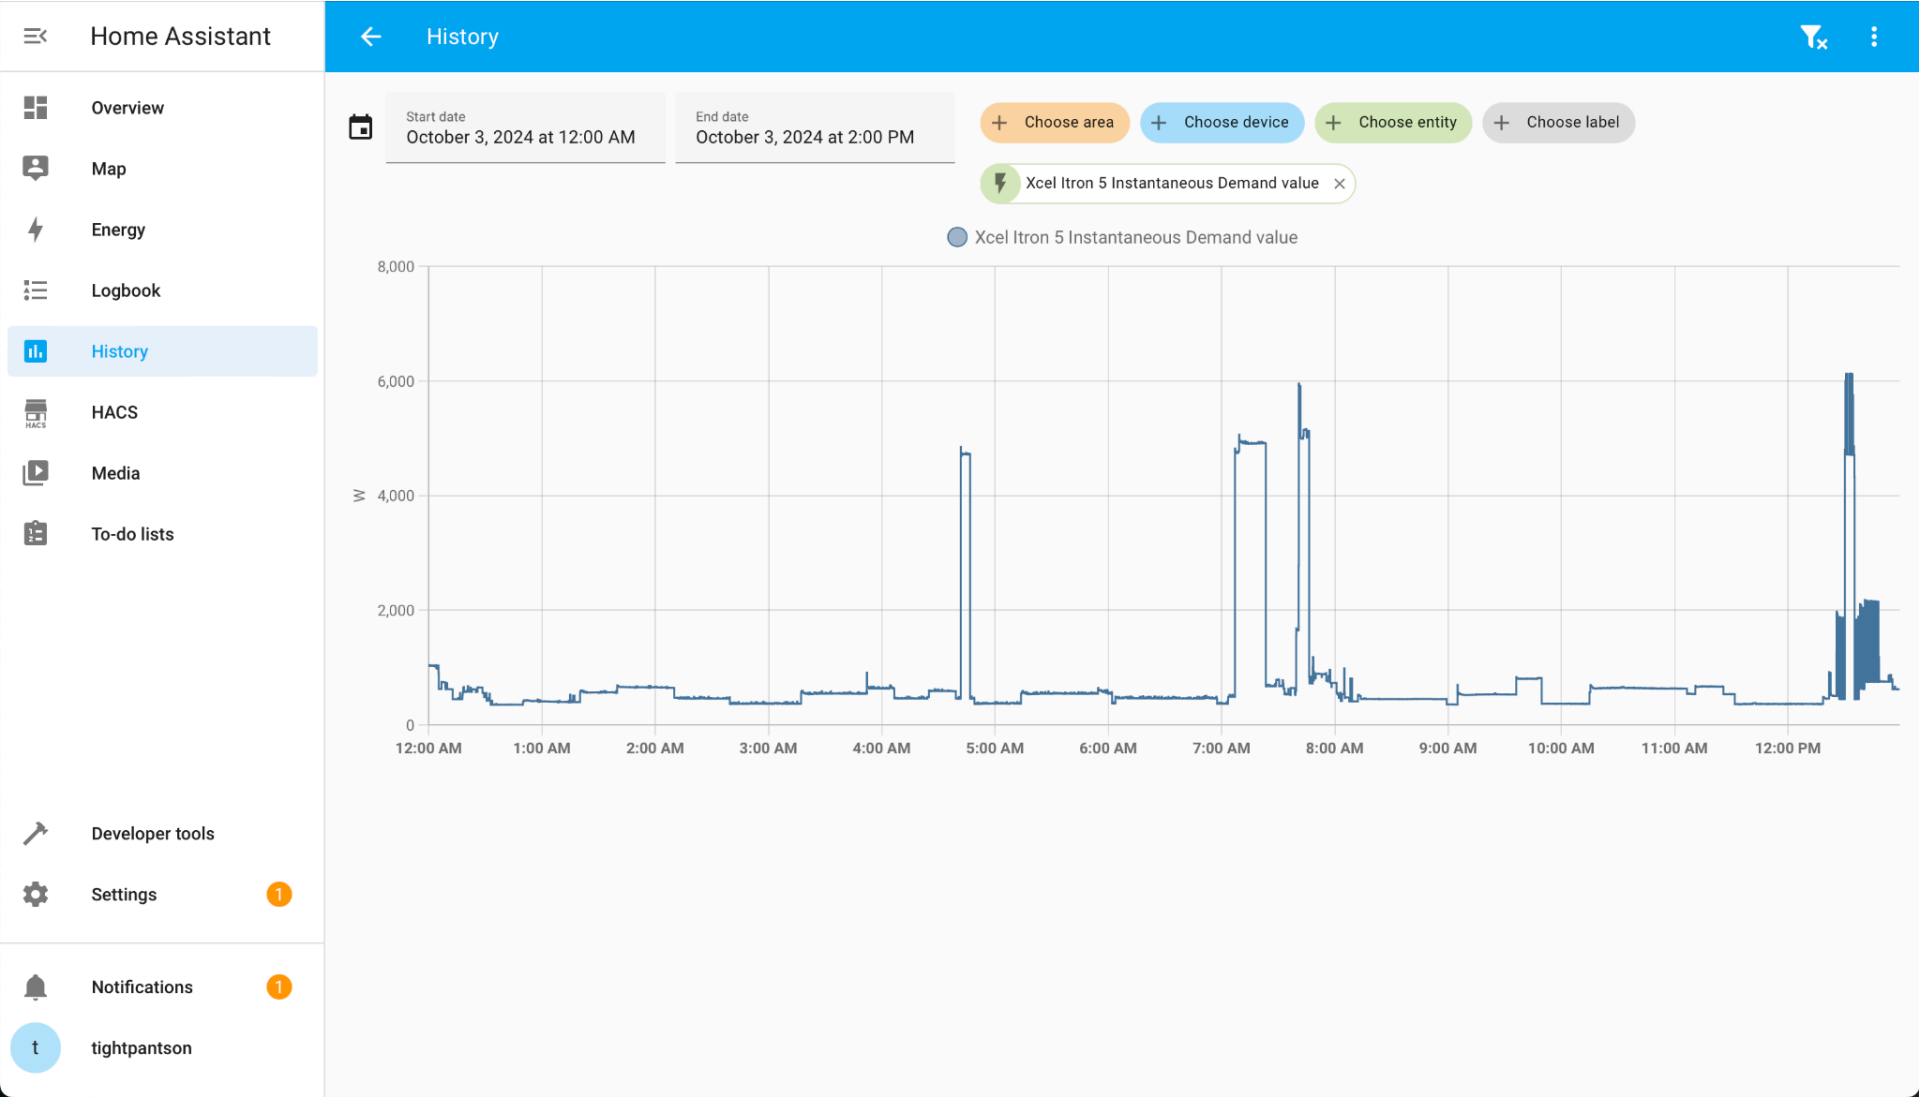 Home Assistant
History
Overview
Map
Energy
Logbook
History
HACS
HACS
Media
To-do lists
Developer tools
Settings
1
Notifications
1
t
tightpantson
Start date
October 3, 2024 at 12:00 AM
End date
October 3, 2024 at 2:00 PM
Choose area
Choose device
Choose entity
Choose label
Xcel Itron 5 Instantaneous Demand value
Xcel Itron 5 Instantaneous Demand value
8,000
6,000
W
4,000
2,000
0
12:00 AM 1:00 AM 2:00 AM 3:00 AM 4:00 AM 5:00 AM 6:00 AM 7:00 AM 8:00 AM 9:00 AM 10:00 AM 11:00 AM 12:00 PM